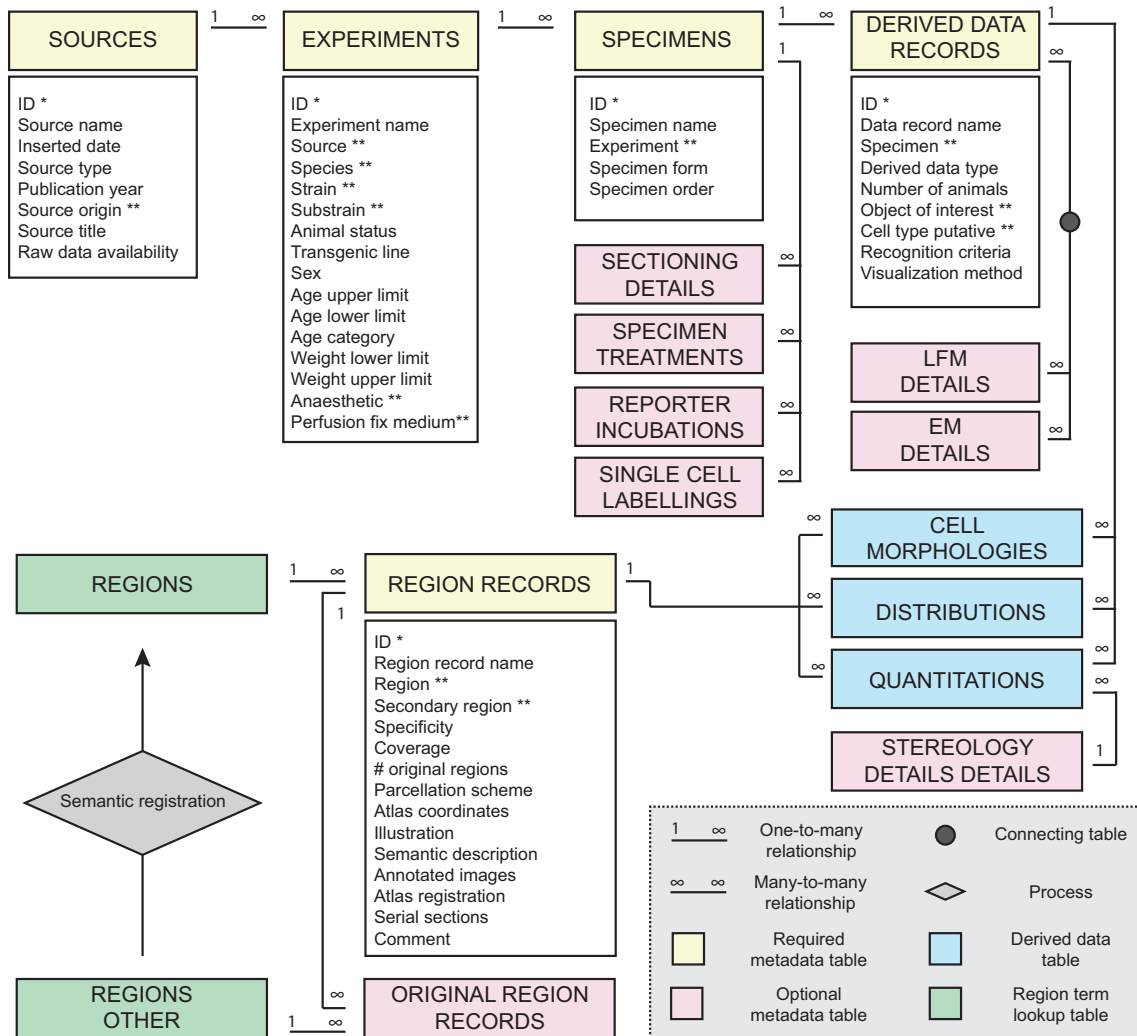 1 ∞
1 ∞
1 ∞
1
SOURCES
EXPERIMENTS
SPECIMENS
DERIVED DATA
RECORDS
1
∞
ID *
Source name
Inserted date
Source type
Publication year
Source origin **
Source title
Raw data availability
ID *
Experiment name
Source **
Species **
Strain **
Substrain **
Animal status
Transgenic line
Sex
Age upper limit
Age lower limit
Age category
Weight lower limit
Weight upper limit
Anaesthetic **
Perfusion fix medium**
ID *
Specimen name
Experiment **
Specimen form
Specimen order
ID *
Data record name
Specimen **
Derived data type
Number of animals
Object of interest **
Cell type putative **
Recognition criteria
Visualization method
SECTIONING
DETAILS
∞
SPECIMEN
TREATMENTS
∞
REPORTER
INCUBATIONS
∞
SINGLE CELL
LABELLINGS
∞
LFM
DETAILS
∞
EM
DETAILS
∞
∞
CELL
MORPHOLOGIES
∞
∞
DISTRIBUTIONS
∞
∞
QUANTITATIONS
∞
∞
STEREOLOGY
DETAILS DETAILS
1
REGIONS
1 ∞
1
REGION RECORDS
1
ID *
Region record name
Region **
Secondary region **
Specificity
Coverage
# original regions
Parcellation scheme
Atlas coordinates
Illustration
Semantic description
Annotated images
Atlas registration
Serial sections
Comment
Semantic registration
REGIONS
OTHER
∞
1 ∞
ORIGINAL REGION
RECORDS
1 ∞
One-to-many
relationship
Connecting table
∞ ∞
Many-to-many
relationship
Process
Required
metadata table
Derived data
table
Optional
metadata table
Region term
lookup table